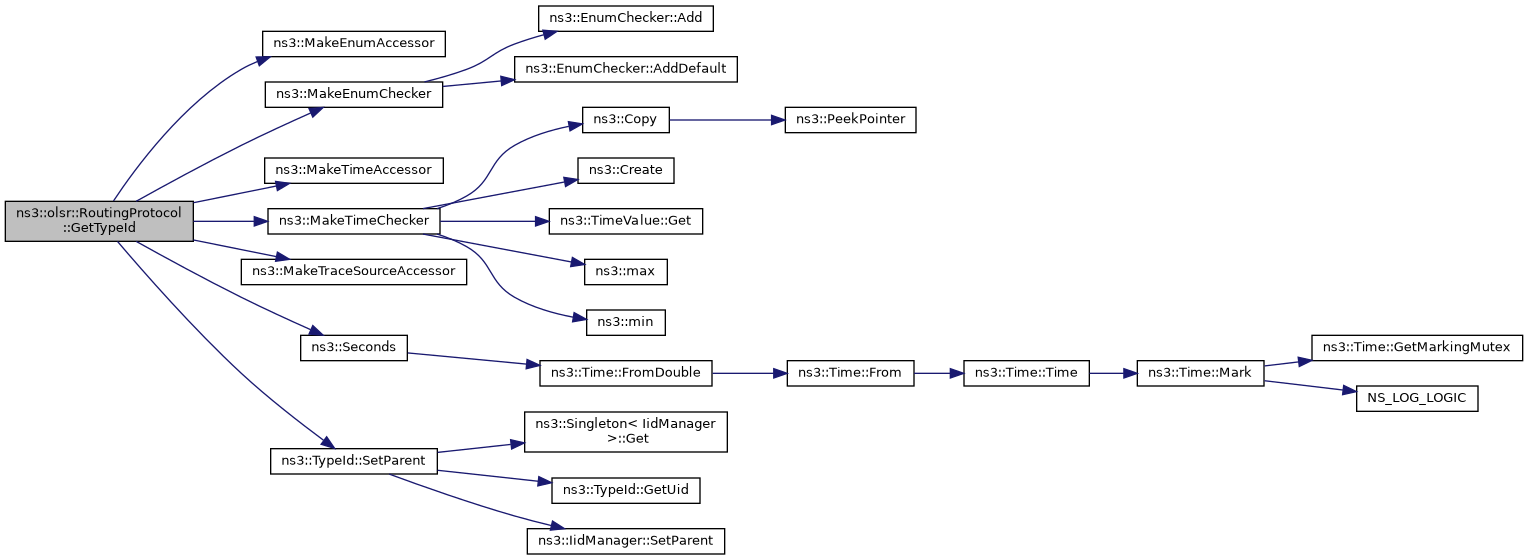 ns3::EnumChecker::Add
ns3::MakeEnumAccessor
ns3::EnumChecker::AddDefault
ns3::MakeEnumChecker
ns3::Copy
ns3::PeekPointer
ns3::MakeTimeAccessor
ns3::Create
ns3::olsr::RoutingProtocol
::GetTypeId
ns3::MakeTimeChecker
ns3::TimeValue::Get
ns3::MakeTraceSourceAccessor
ns3::max
ns3::min
ns3::Seconds
ns3::Time::GetMarkingMutex
ns3::Time::FromDouble
ns3::Time::From
ns3::Time::Time
ns3::Time::Mark
NS_LOG_LOGIC
ns3::Singleton< IidManager
>::Get
ns3::TypeId::SetParent
ns3::TypeId::GetUid
ns3::IidManager::SetParent